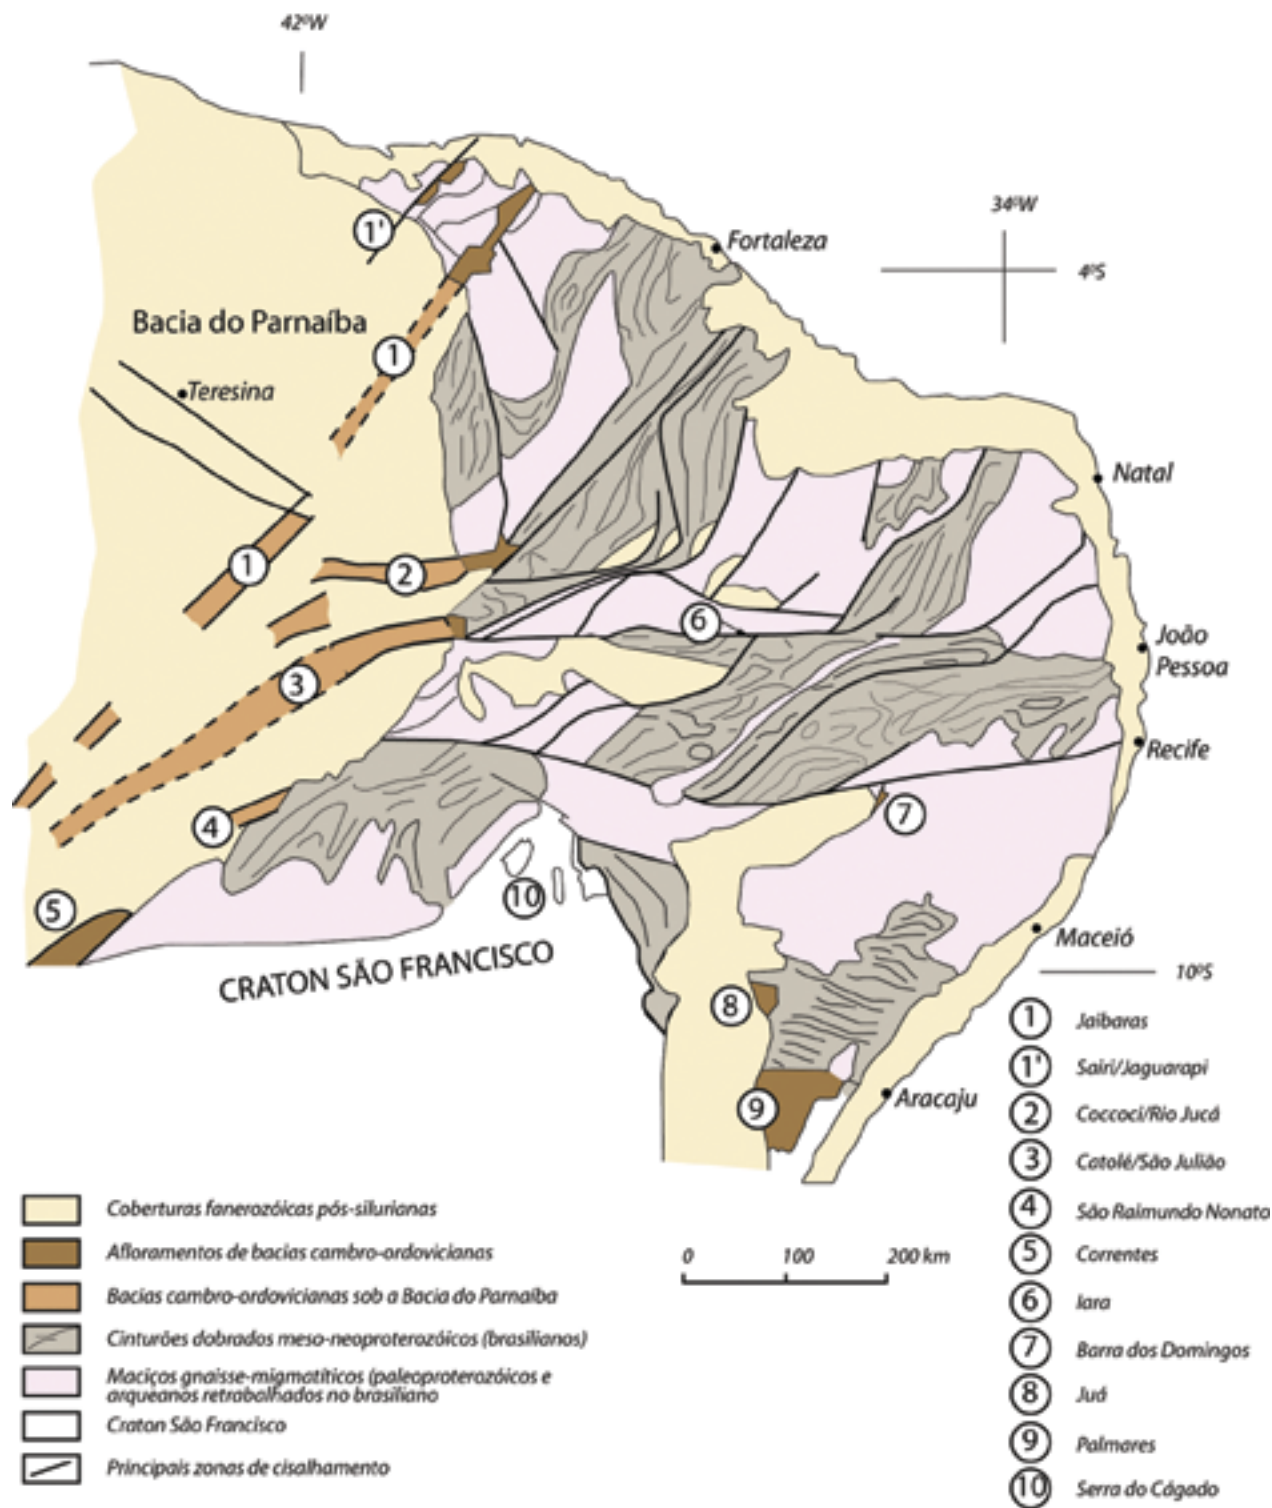 42ºW
34ºW
4ºS
1'
Fortaleza
Bacia do Parnaíba
1
Teresina
Natal
1
2
6
João
Pessoa
3
Recife
4
7
10
5
Maceió
CRATON SÃO FRANCISCO
10ºS
8
9
Aracaju
1 Jaibaras
1' Sairi/Jaguarapi
2 Coccoci/Rio Jucá
3 Catolé/São Julião
4 São Raimundo Nonato
5 Correntes
6 Iara
7 Barra dos Domingos
8 Juá
9 Palmares
10 Serra do Cágado
Coberturas fanerozóicas pós-silurianas
Afloramentos de bacias cambro-ordovicianas
Bacias cambro-ordovicianas sob a Bacia do Parnaíba
Cinturões dobrados meso-neoproterozóicos (brasilianos)
Maciços gnaisse-migmatíticos (paleoproterozóicos e
arqueanos retrabalhados no brasiliano
Craton São Francisco
Principais zonas de cisalhamento
0 100 200 km